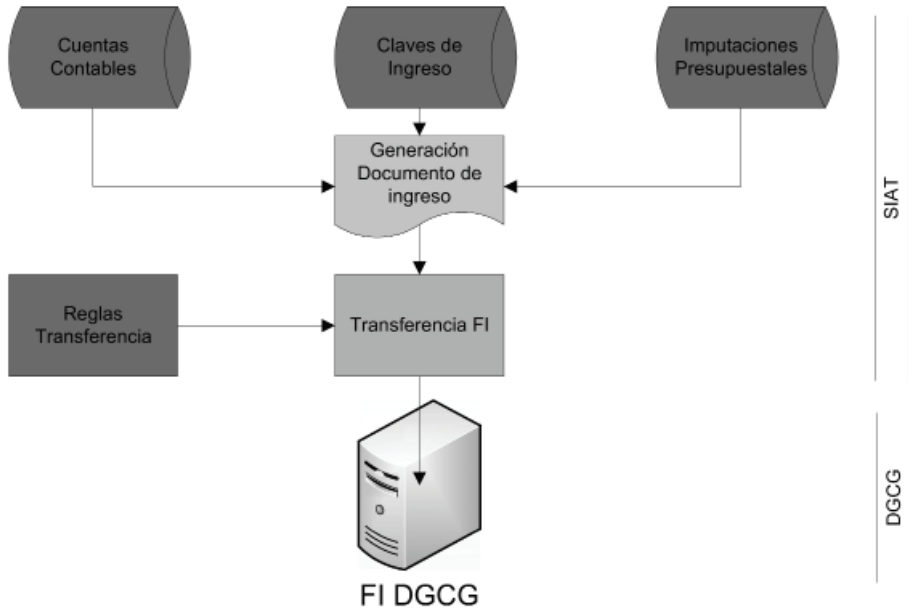 Cuentas
Contables
Claves de
Ingreso
Imputaciones
Presupuestales
Generación
Documento de
ingreso
SIAT
Reglas
Transferencia
Transferencia FI
DGCG
FI DGCG